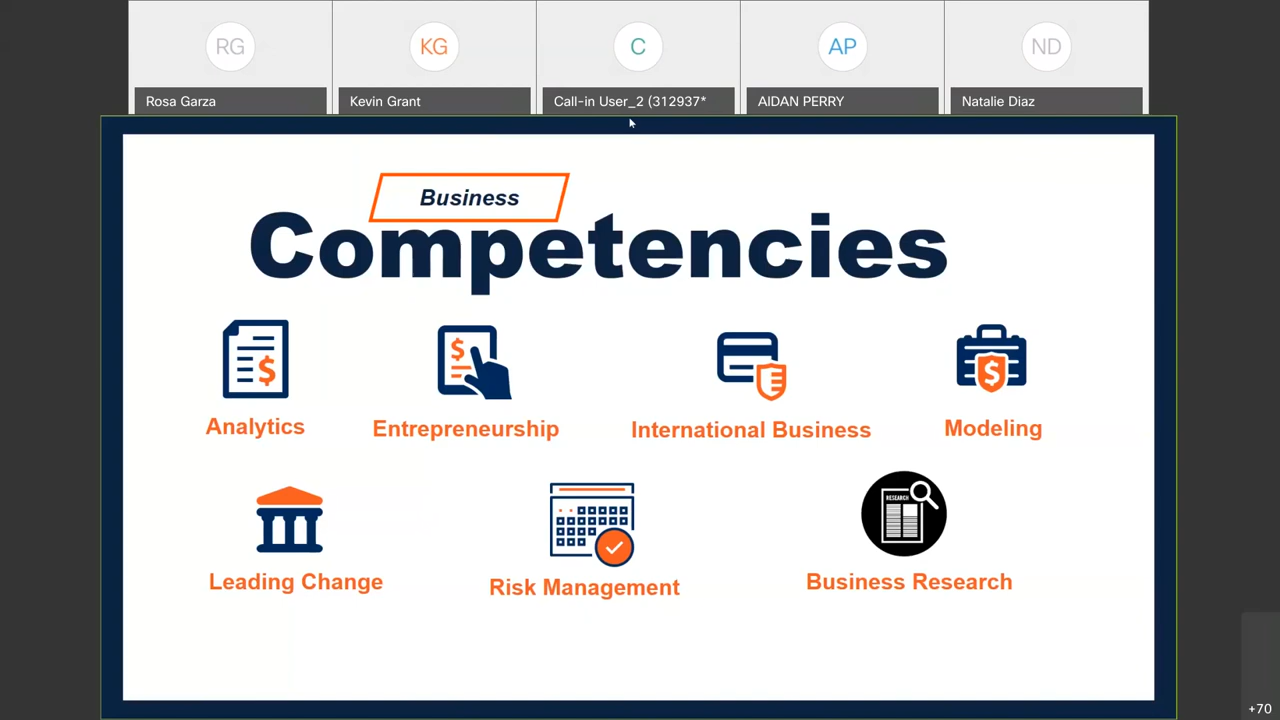 RG
KG
C
AP
ND
Rosa Garza
Kevin Grant
Call-in User_2 (312937*
AIDAN PERRY
Natalie Diaz
Business
Competencies
$
$
$
Analytics
Entrepreneurship
International Business
Modeling
RESEARCH
Leading Change
Risk Management
Business Research
+70